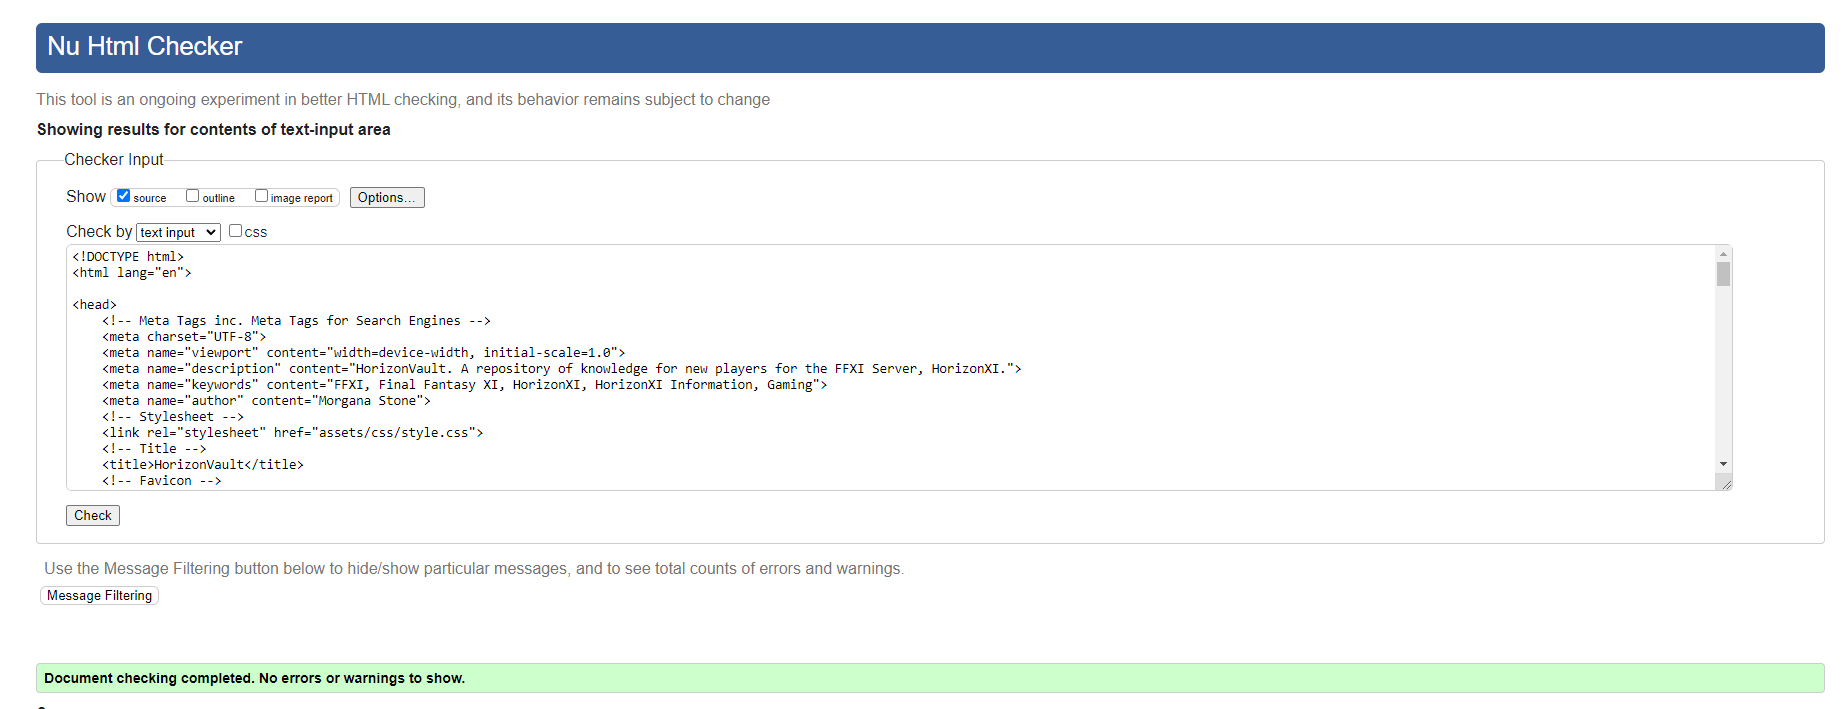 Nu Html Checker
This tool is an ongoing experiment in better HTML checking, and its behavior remains subject to change
Showing results for contents of text-input area
Checker Input
Show source outline image report Options...
Check by text input CSS
<!DOCTYPE html>
<html lang="en">
<head>
<!-- Meta Tags inc. Meta Tags for Search Engines -->
<meta charset="UTF-8">
<meta name="viewport" content="width=device-width, initial-scale=1.0">
<meta name="description" content="HorizonVault. A repository of knowledge for new players for the FFXI Server, HorizonXI.">
<meta name="keywords" content="FFXI, Final Fantasy XI, HorizonXI, HorizonXI Information, Gaming">
<meta name="author" content="Morgana Stone">
<!-- Stylesheet -->
<link rel="stylesheet" href="assets/css/style.css">
<!-- Title -->
<title>HorizonVault</title>
<!-- Favicon -->
Check
Use the Message Filtering button below to hide/show particular messages, and to see total counts of errors and warnings.
Message Filtering
Document checking completed. No errors or warnings to show.